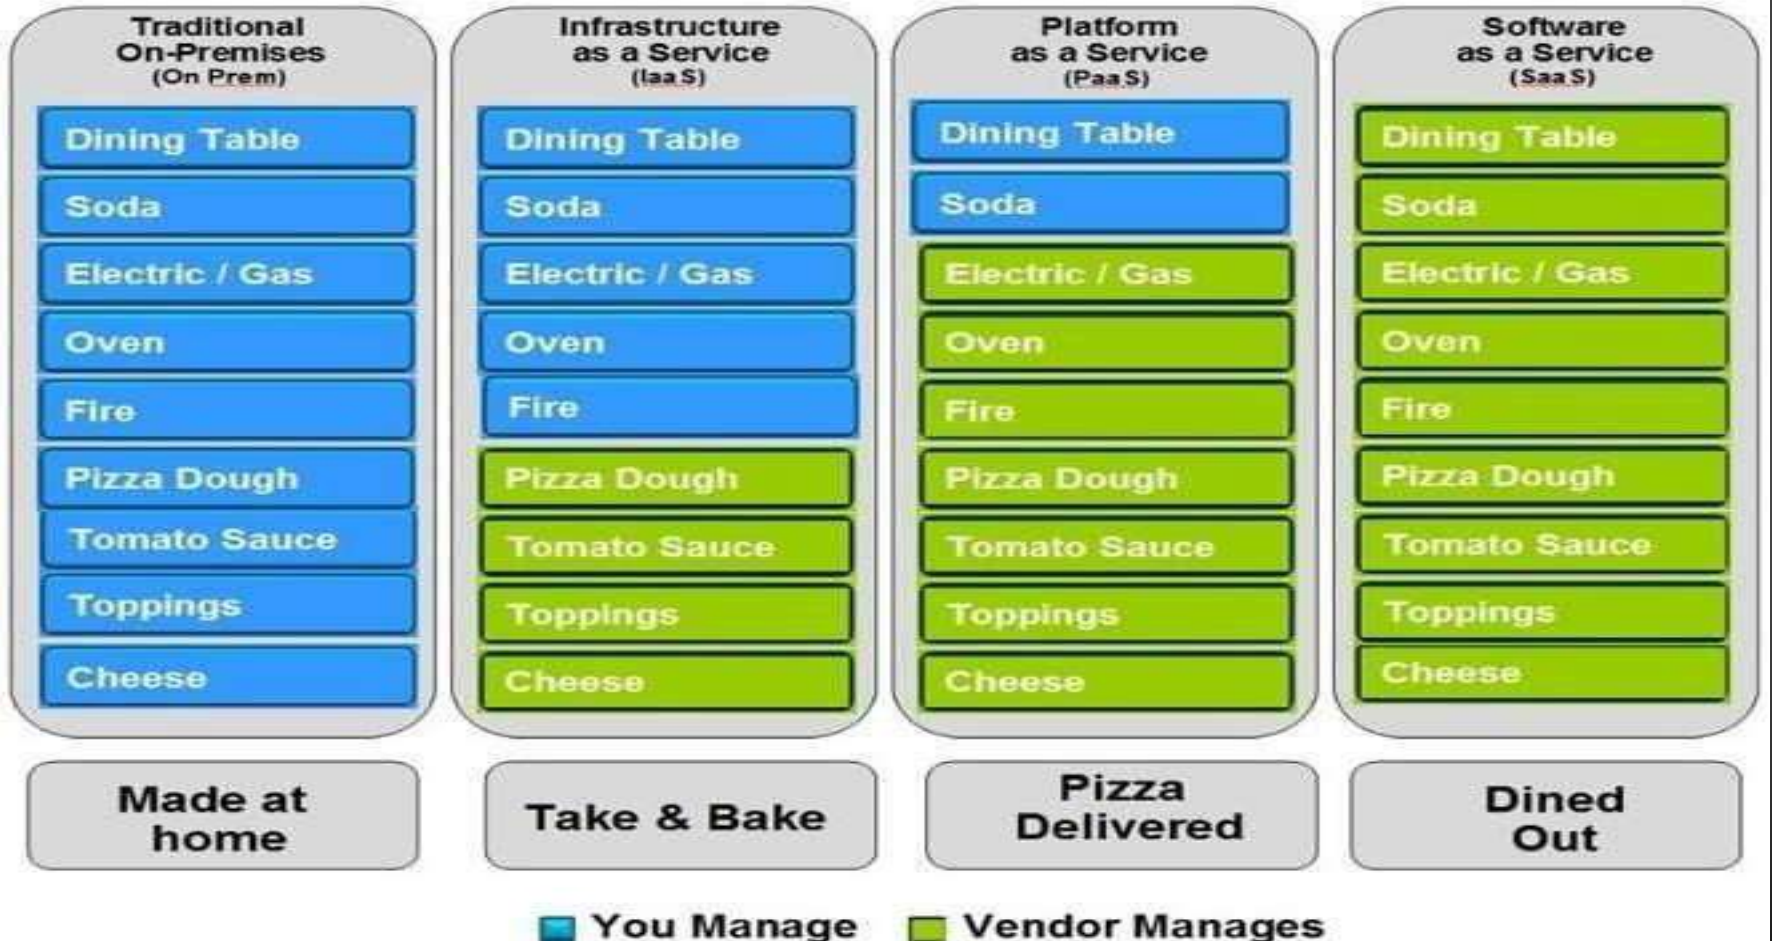 Traditional
On-Premises
(On Prem)
Dining Table
Soda
Electric / Gas
Oven
Fire
Pizza Dough
Tomato Sauce
Toppings
Cheese
Made at
home
Infrastructure
as a Service
(IaaS)
Dining Table
Soda
Electric / Gas
Oven
Fire
Pizza Dough
Tomato Sauce
Toppings
Cheese
Take & Bake
Platform
as a Service
(PaaS)
Dining Table
Soda
Electric / Gas
Oven
Fire
Pizza Dough
Tomato Sauce
Toppings
Cheese
Pizza
Delivered
Software
as a Service
(SaaS)
Dining Table
Soda
Electric / Gas
Oven
Fire
Pizza Dough
Tomato Sauce
Toppings
Cheese
Dined
Out
You Manage
Vendor Manages